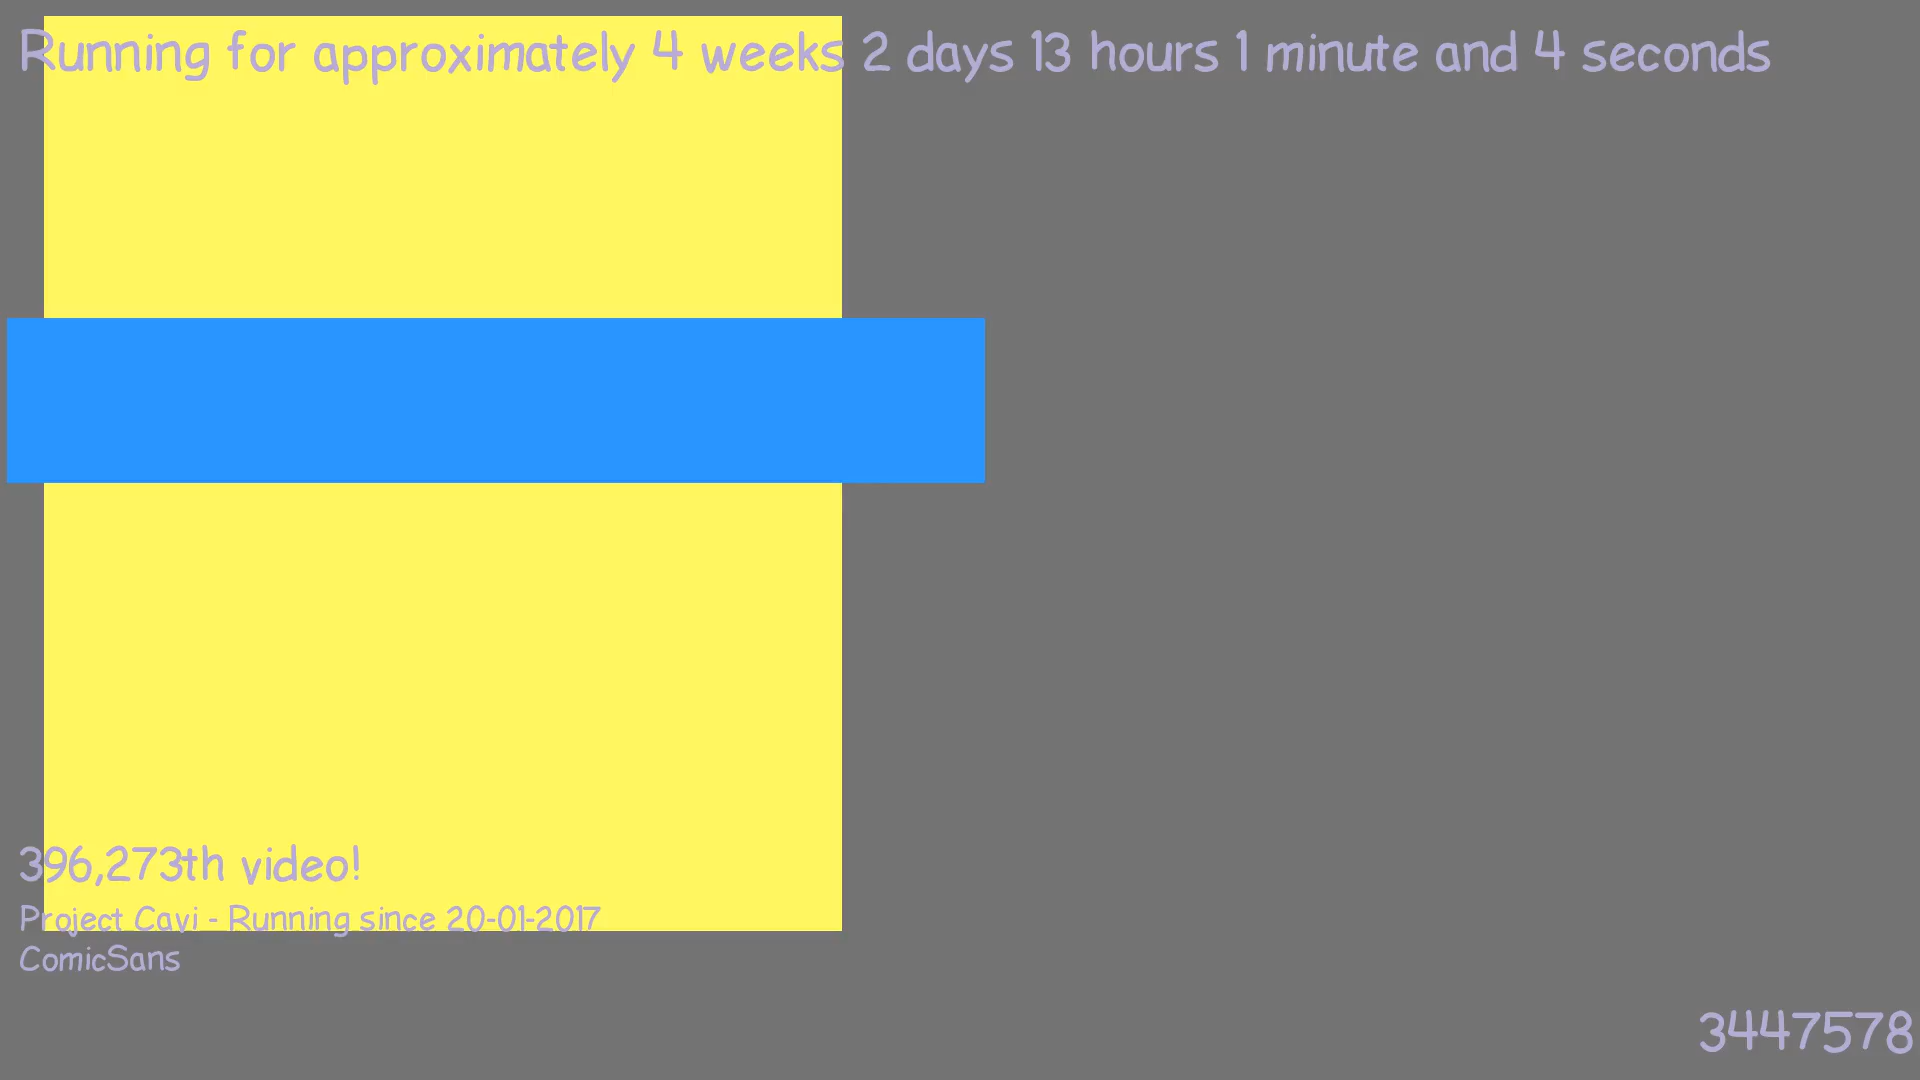 Running for approximately 4 weeks 2 days 13 hours 1 minute and 4 seconds
396,273th video!
Project Cavi - Running since 20-01-2017
ComicSans
3447578